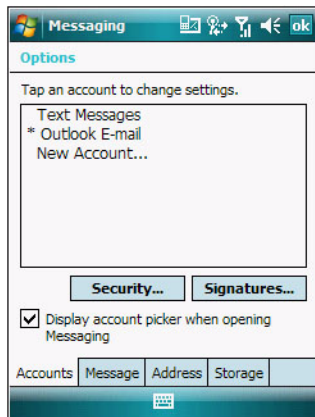 Messaging
ok
Options
Tap an account to change settings.
Text Messages
* Outlook E-mail
New Account...
Security...
Signatures...
Display account picker when opening
Messaging
Accounts Message Address Storage